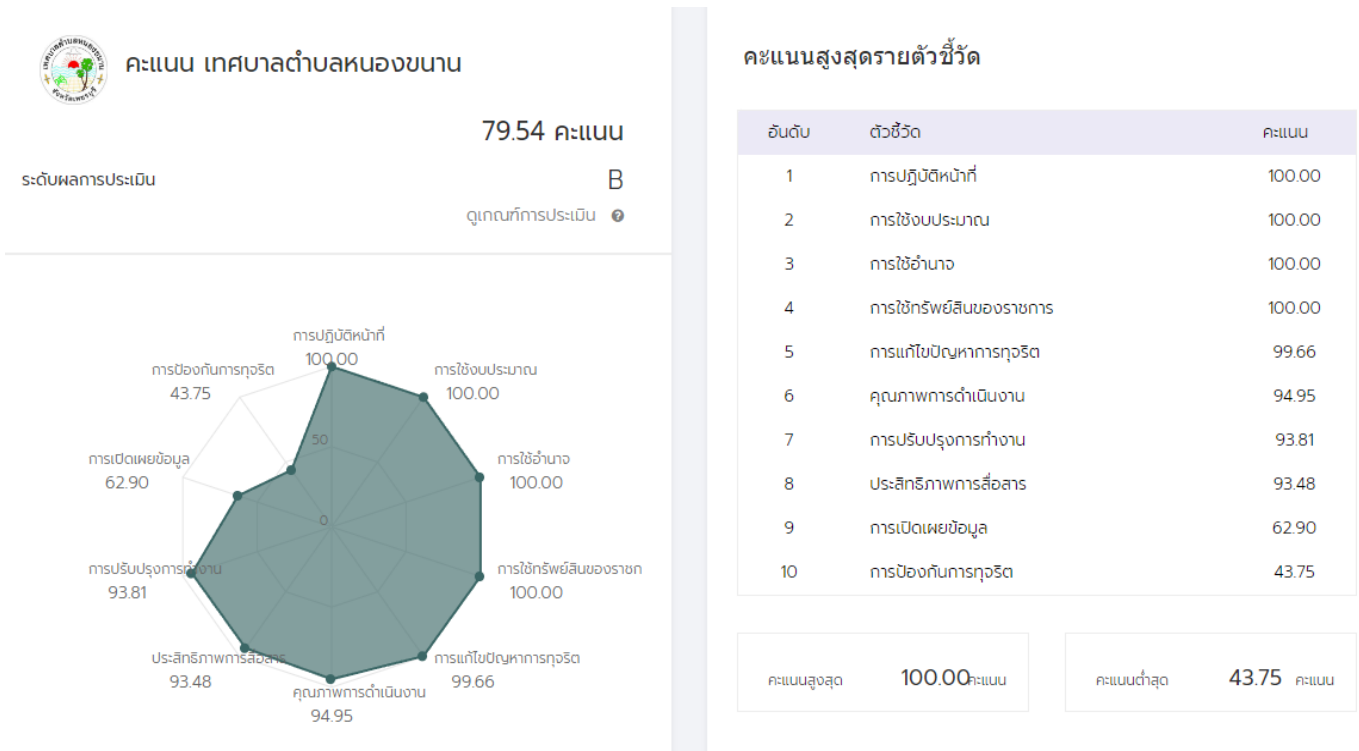 คะแนน เทศบาลตำบลหนองขนาน
79.54 คะแนน
ระดับผลการประเมิน B
ดูเกณฑ์การประเมิน
การปฏิบัติหน้าที่
100.00
การใช้งบประมาณ
100.00
การใช้อำนาจ
100.00
การใช้ทรัพย์สินของราชก
100.00
การแก้ไขปัญหาการทุจริต
99.66
คุณภาพการดำเนินงาน
94.95
ประสิทธิภาพการสื่อสาร
93.48
การปรับปรุงการทำงาน
93.81
การเปิดเผยข้อมูล
62.90
การป้องกันการทุจริต
43.75
50
0
คะแนนสูงสุดรายตัวชี้วัด
อันดับ ตัวชี้วัด คะแนน
1 การปฏิบัติหน้าที่ 100.00
2 การใช้งบประมาณ 100.00
3 การใช้อำนาจ 100.00
4 การใช้ทรัพย์สินของราชการ 100.00
5 การแก้ไขปัญหาการทุจริต 99.66
6 คุณภาพการดำเนินงาน 94.95
7 การปรับปรุงการทำงาน 93.81
8 ประสิทธิภาพการสื่อสาร 93.48
9 การเปิดเผยข้อมูล 62.90
10 การป้องกันการทุจริต 43.75
คะแนนสูงสุด 100.00 คะแนน
คะแนนต่ำสุด 43.75 คะแนน